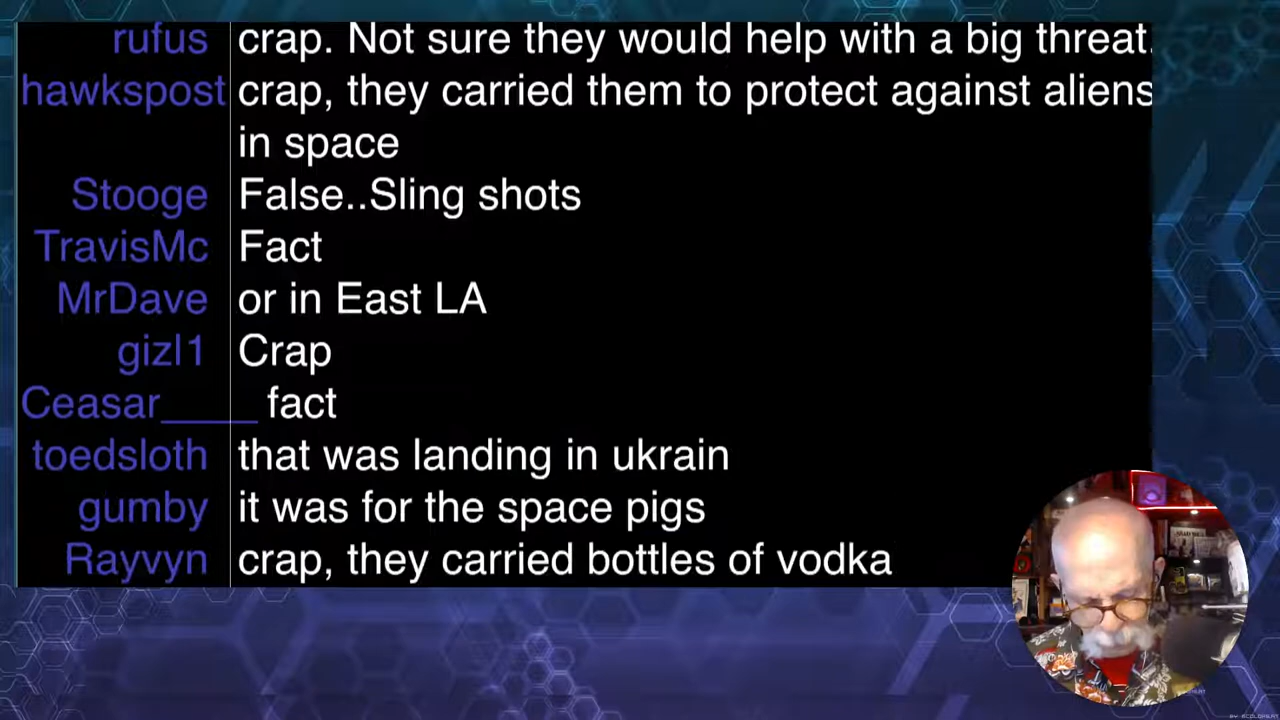 rufus crap. Not sure they would help with a big threat.
hawkspost crap, they carried them to protect against aliens
in space
Stooge False..Sling shots
TravisMc Fact
MrDave or in East LA
gizl1 Crap
Ceasar_____ fact
toedsloth that was landing in ukrain
gumby it was for the space pigs
Rayvyn crap, they carried bottles of vodka